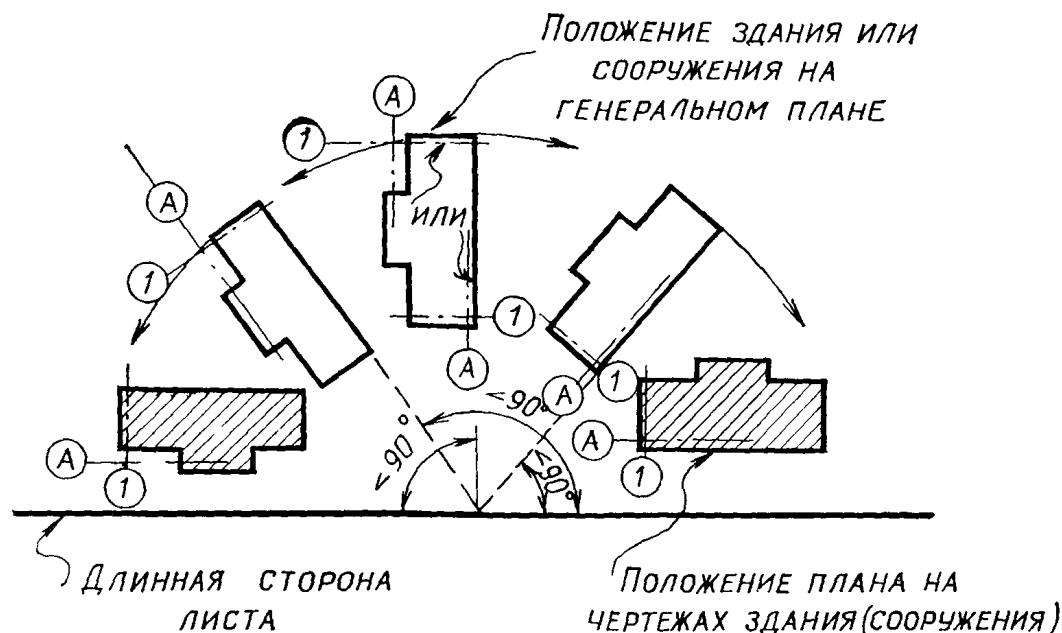 ПОЛОЖЕНИЕ ЗДАНИЯ ИЛИ
СООРУЖЕНИЯ НА
ГЕНЕРАЛЬНОМ ПЛАНЕ
А
1
А
1
ИЛИ
1
А
<90°
<90°
<90°
А
1
А
1
А
1
ДЛИННАЯ СТОРОНА
ЛИСТА
ПОЛОЖЕНИЕ ПЛАНА НА
ЧЕРТЕЖАХ ЗДАНИЯ (СООРУЖЕНИЯ)